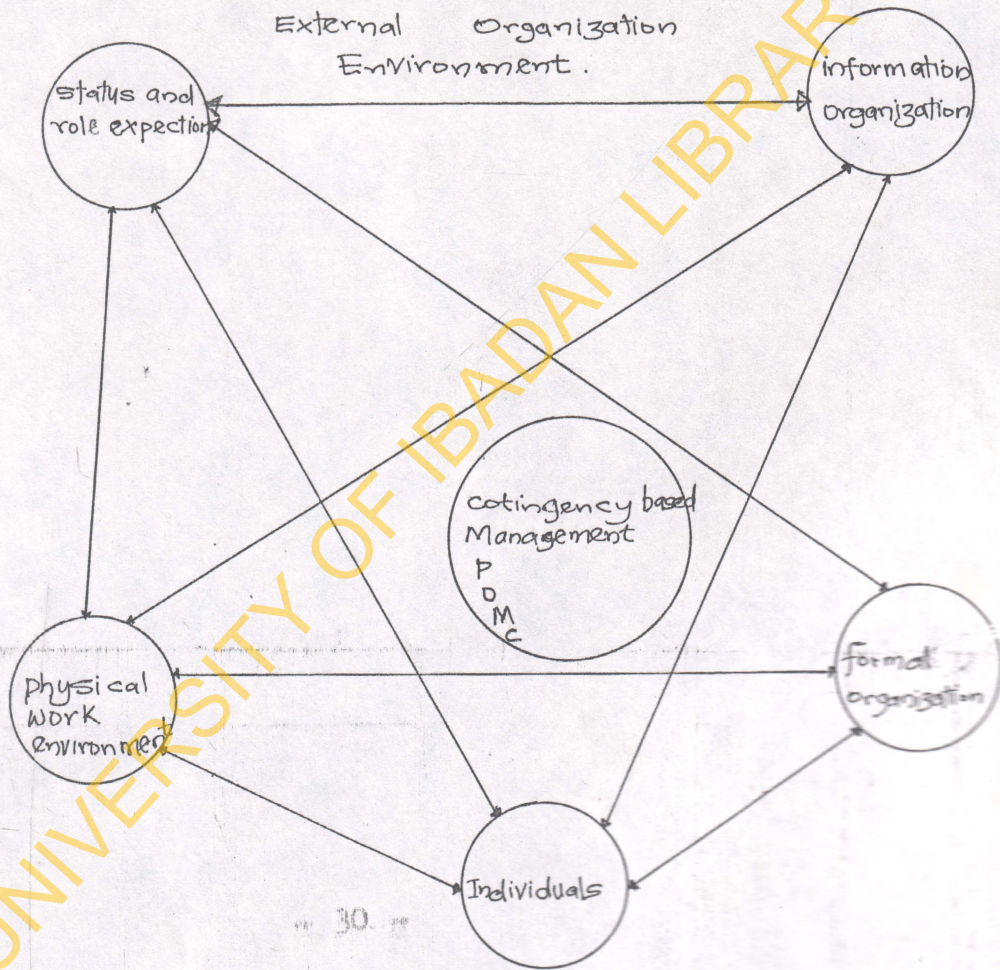 External Organization
Environment.
status and
role expection
information
organization
cotingency based
Management
P
O
M
C
physical
work
environment
formal
organization
Individuals
30
UNIVERSITY OF IBADAN LIBRAR